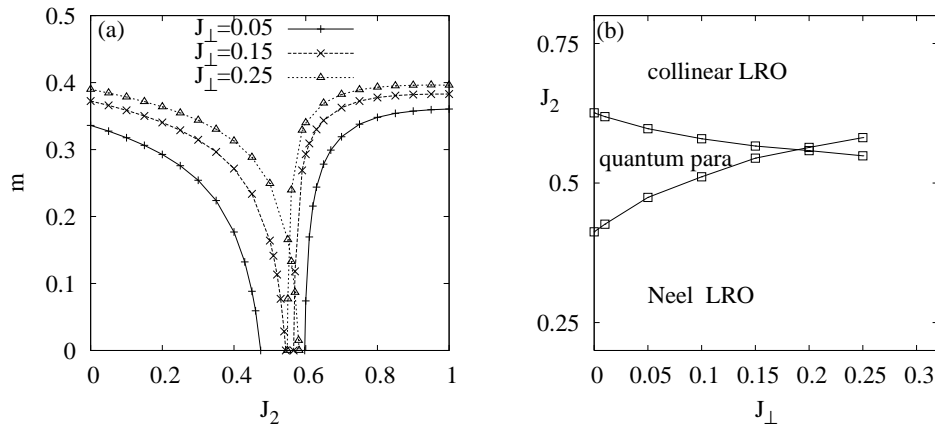 (a)
J⊥=0.05
J⊥=0.15
J⊥=0.25
m
0.5
0.4
0.3
0.2
0.1
0
0 0.2 0.4 0.6 0.8 1
J2
(b)
collinear LRO
quantum para
Neel LRO
J2
0.75
0.5
0.25
0 0.05 0.1 0.15 0.2 0.25 0.3
J⊥